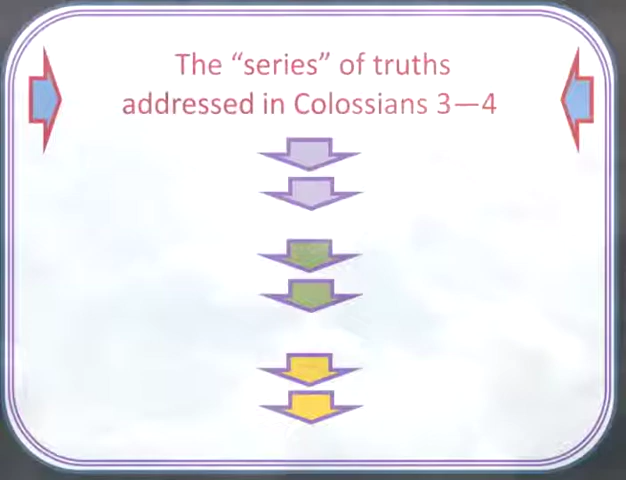 The “series” of truths
addressed in Colossians 3—4